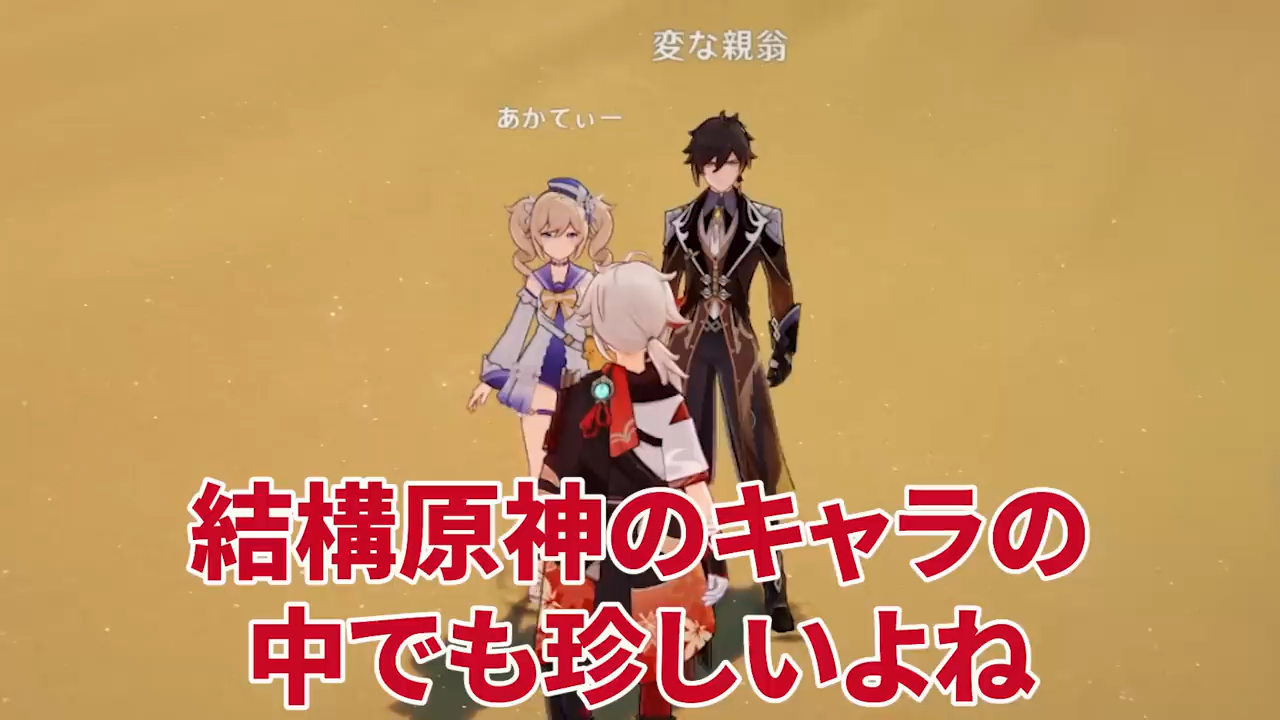 変な親翁
あかてぃー
結構原神のキャラの
中でも珍しいよね